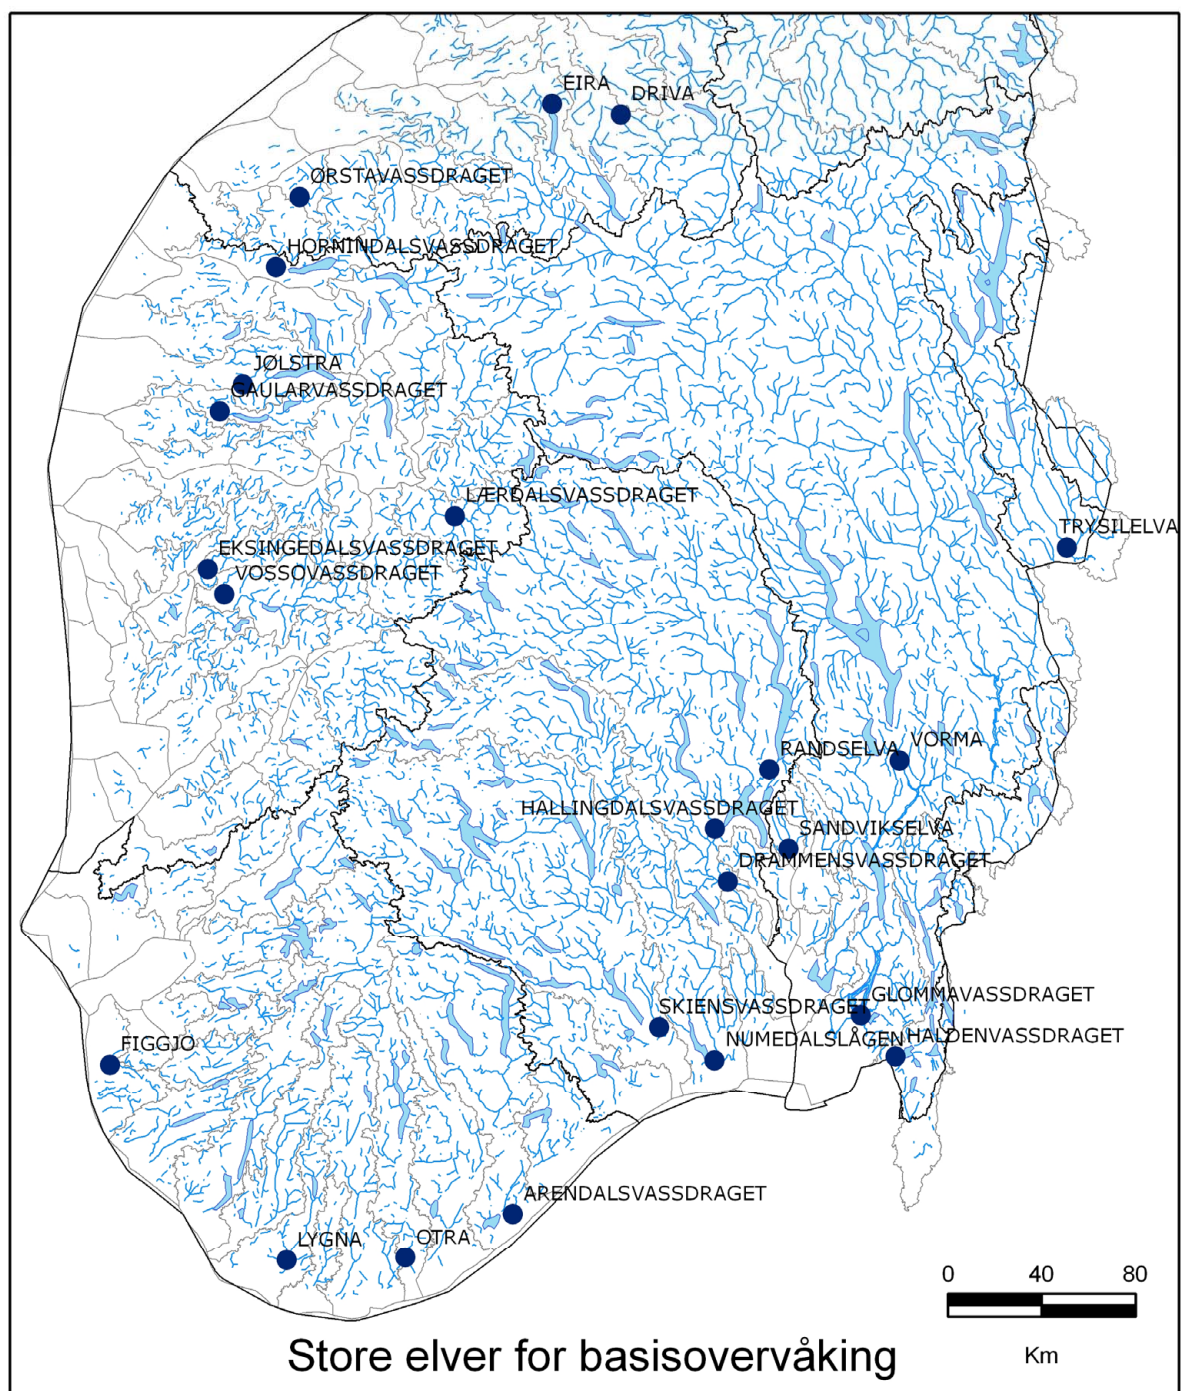 EIRA
DRIVA
ØRSTAVASSDRAGET
HORNINDALSVASSDRAGET
JØLSTRA
GAULARVASSDRAGET
LÆRDALSVASSDRAGET
TRYSILELVA
EKSINGEDALSVASSDRAGET
VOSSOVASSDRAGET
VORMA
RANDSELVA
HALLINGDALSVASSDRAGET
SANDVIKSELVA
DRAMMENSVASSDRAGET
GLOMMAVASSDRAGET
SKIENSVASSDRAGET
HALDENVASSDRAGET
NUMEDALSLÅGEN
FIGGJO
ARENDALSVASSDRAGET
OTRA
LYGNA
0 40 80
Km
Store elver for basisovervåking